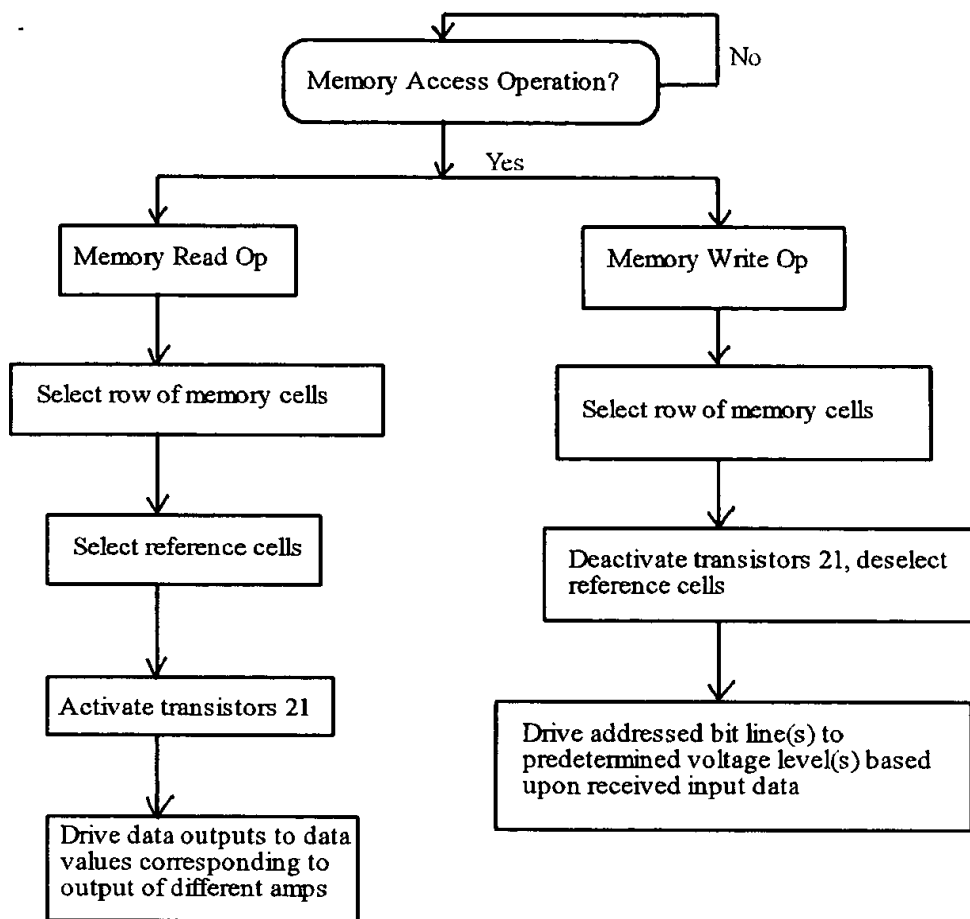 Memory Access Operation?
No
Yes
Memory Read Op
Select row of memory cells
Select reference cells
Activate transistors 21
Drive data outputs to data
values corresponding to
output of different amps
Memory Write Op
Select row of memory cells
Deactivate transistors 21, deselect
reference cells
Drive addressed bit line(s) to
predetermined voltage level(s) based
upon received input data